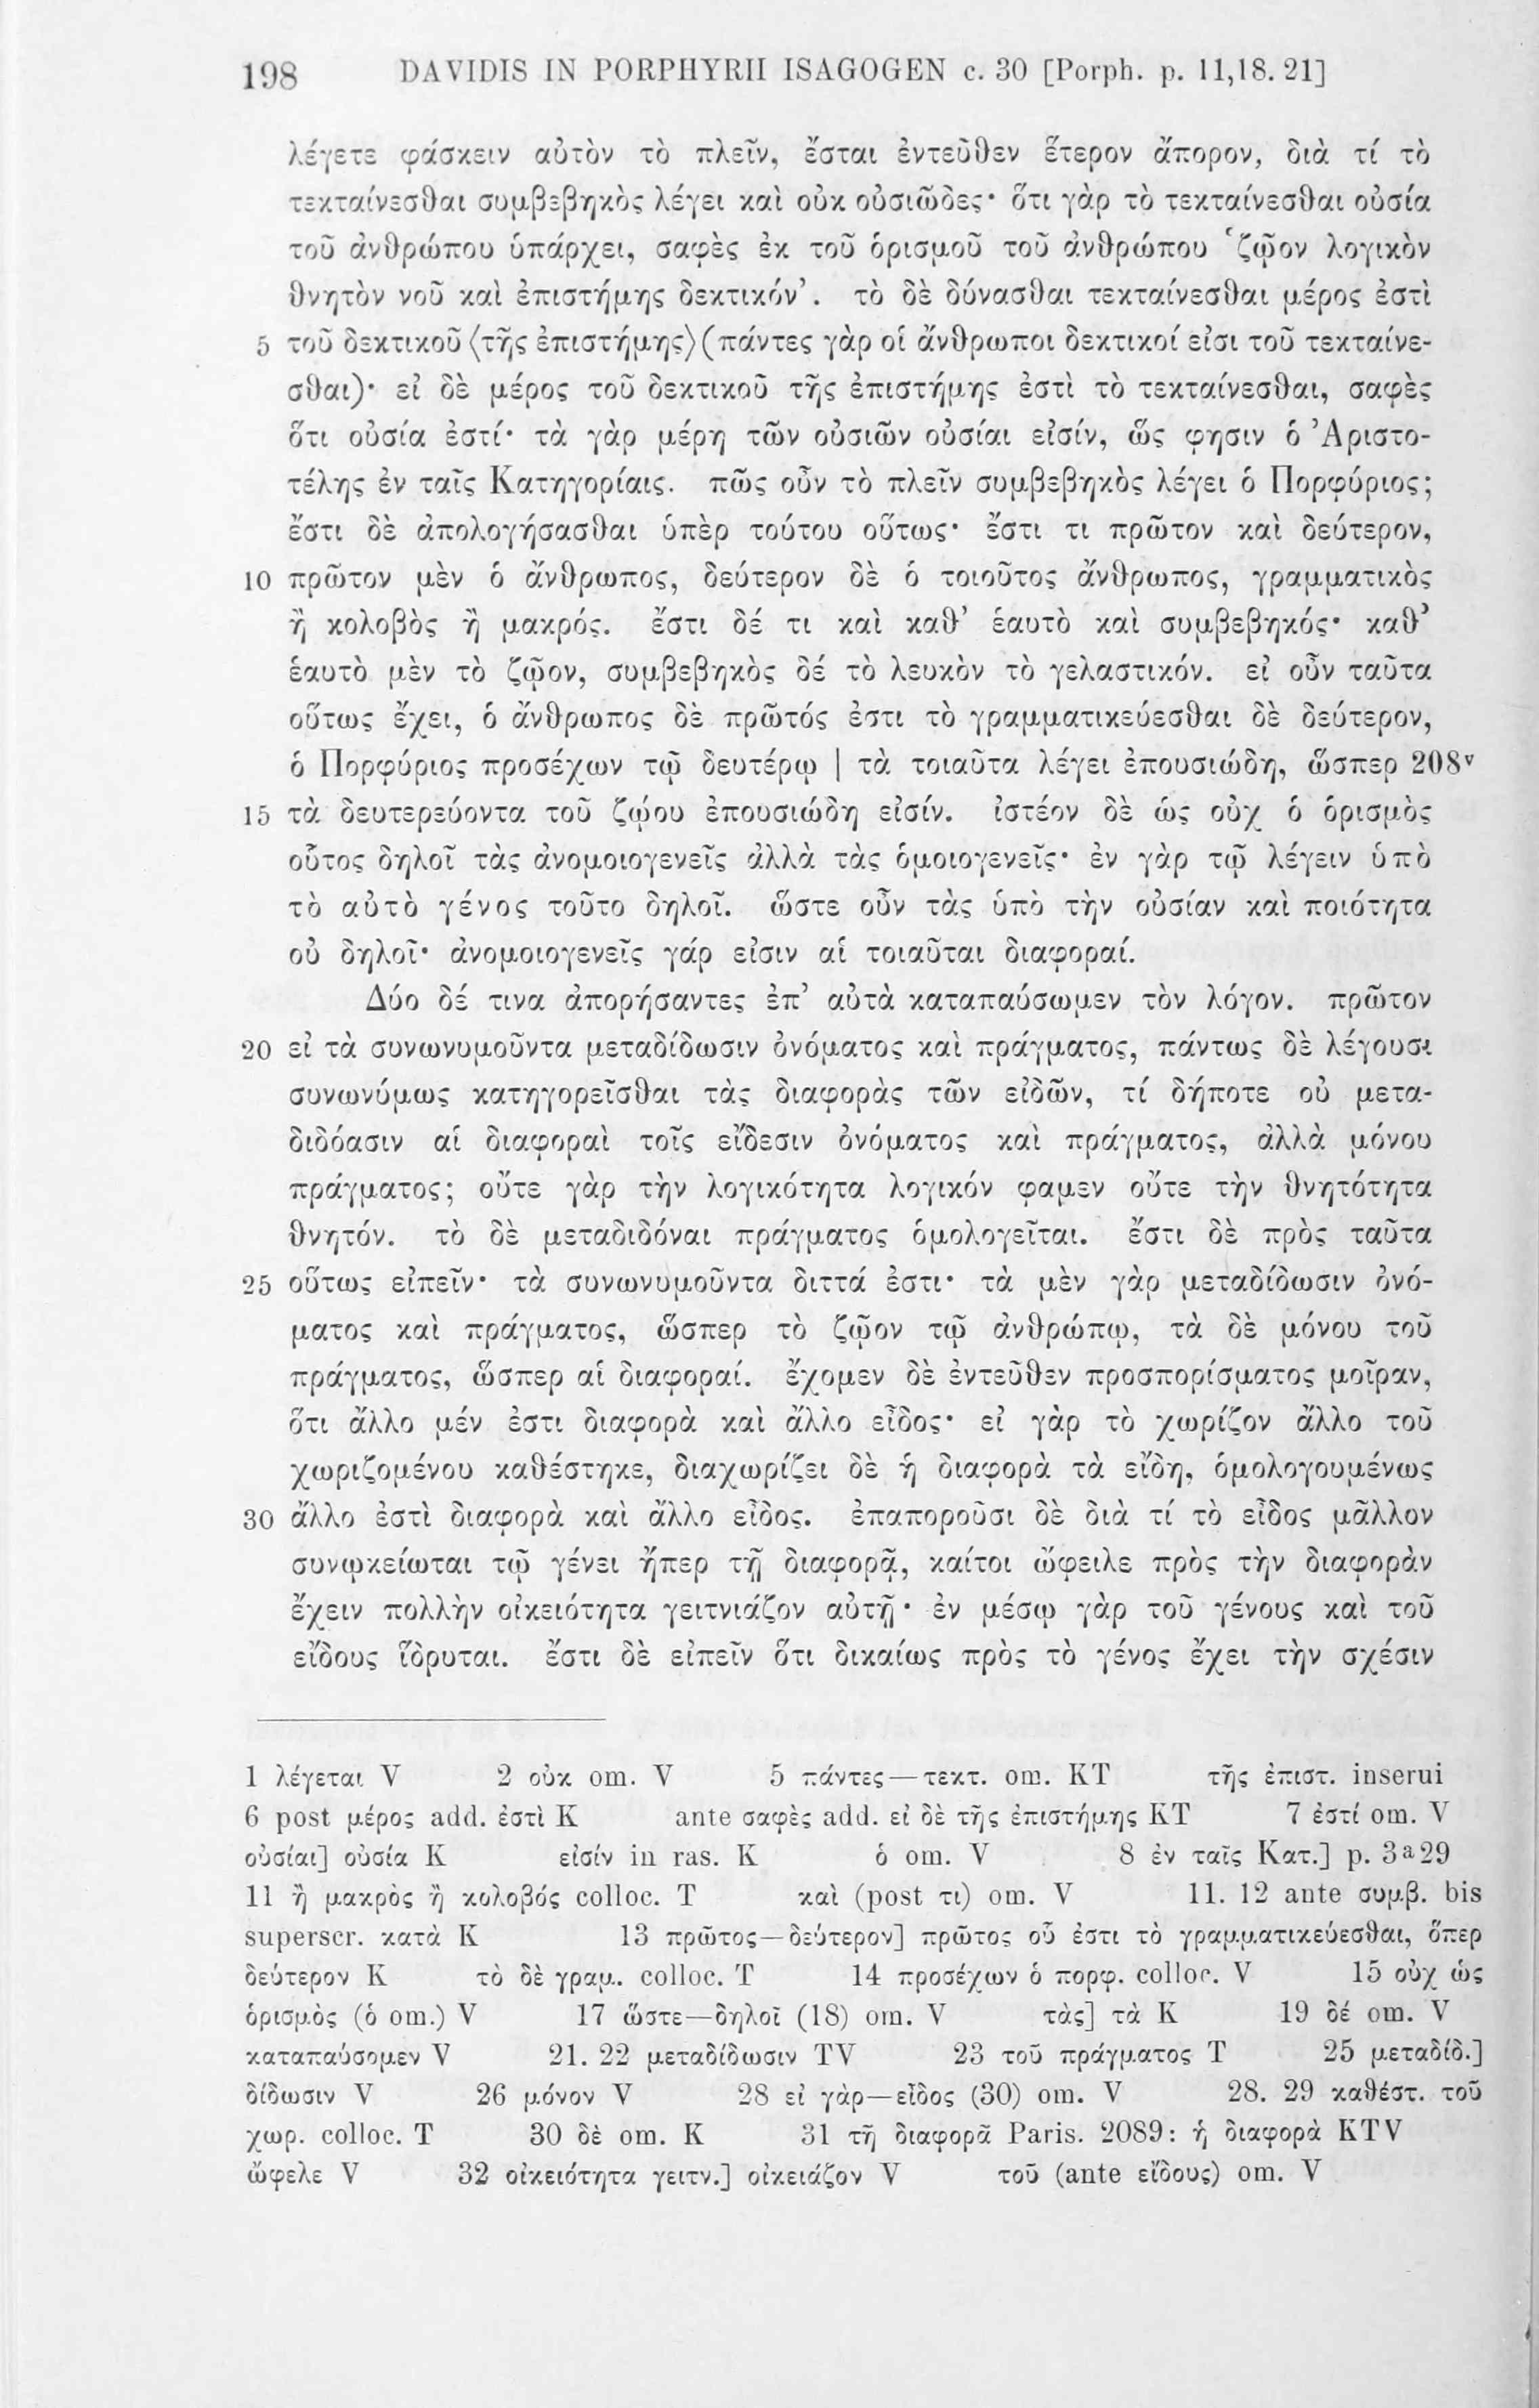 198 DAVIDIS IN PORPHYRII ISAGOGEN c. 30 [Porph. p. 11,18. 21]
λέγετε φάσκειν αὐτὸν τὸ πλεῖν, ἔσται ἐντεῦθεν ἕτερον ἄπορον, διὰ τί τὸ
τεκταίνεσθαι συμβεβηκὸς λέγει καὶ οὐκ οὐσιῶδες· ὅτι γὰρ τὸ τεκταίνεσθαι οὐσία
τοῦ ἀνθρώπου ὑπάρχει, σαφὲς ἐκ τοῦ ὁρισμοῦ τοῦ ἀνθρώπου ‘ζῷον λογικὸν
θνητὸν νοῦ καὶ ἐπιστήμης δεκτικόν’. τὸ δὲ δύνασθαι τεκταίνεσθαι μέρος ἐστὶ
5 τοῦ δεκτικοῦ ⟨τῆς ἐπιστήμης⟩ (πάντες γὰρ οἱ ἄνθρωποι δεκτικοί εἰσι τοῦ τεκταίνε-
σθαι)· εἰ δὲ μέρος τοῦ δεκτικοῦ τῆς ἐπιστήμης ἐστὶ τὸ τεκταίνεσθαι, σαφὲς
ὅτι οὐσία ἐστί· τὰ γὰρ μέρη τῶν οὐσιῶν οὐσίαι εἰσίν, ὥς φησιν ὁ Ἀριστο-
τέλης ἐν ταῖς Κατηγορίαις. πῶς οὖν τὸ πλεῖν συμβεβηκὸς λέγει ὁ Πορφύριος;
ἔστι δὲ ἀπολογήσασθαι ὑπὲρ τούτου οὕτως· ἔστι τι πρῶτον καὶ δεύτερον,
10 πρῶτον μὲν ὁ ἄνθρωπος, δεύτερον δὲ ὁ τοιοῦτος ἄνθρωπος, γραμματικὸς
ἢ κολοβὸς ἢ μακρός. ἔστι δέ τι καὶ καθ’ ἑαυτὸ καὶ συμβεβηκός· καθ’
ἑαυτὸ μὲν τὸ ζῷον, συμβεβηκὸς δέ τὸ λευκὸν τὸ γελαστικόν. εἰ οὖν ταῦτα
οὕτως ἔχει, ὁ ἄνθρωπος δὲ πρῶτός ἐστι τὸ γραμματικεύεσθαι δὲ δεύτερον,
ὁ Πορφύριος προσέχων τῷ δευτέρῳ | τὰ τοιαῦτα λέγει ἐπουσιώδη, ὥσπερ 208v
15 τὰ δευτερεύοντα τοῦ ζῴου ἐπουσιώδη εἰσίν. ἰστέον δὲ ὡς οὐχ ὁ ὁρισμὸς
οὗτος δηλοῖ τὰς ἀνομοιογενεῖς ἀλλὰ τὰς ὁμοιογενεῖς· ἐν γὰρ τῷ λέγειν ὑπὸ
τὸ αὐτὸ γένος τοῦτο δηλοῖ. ὥστε οὖν τὰς ὑπὸ τὴν οὐσίαν καὶ ποιότητα
οὐ δηλοῖ· ἀνομοιογενεῖς γάρ εἰσιν αἱ τοιαῦται διαφοραί.
Δύο δέ τινα ἀπορήσαντες ἐπ’ αὐτὰ καταπαύσωμεν τὸν λόγον. πρῶτον
20 εἰ τὰ συνωνυμοῦντα μεταδίδωσιν ὀνόματος καὶ πράγματος, πάντως δὲ λέγουσι
συνωνύμως κατηγορεῖσθαι τὰς διαφορὰς τῶν εἰδῶν, τί δήποτε οὐ μετα-
διδόασιν αἱ διαφοραὶ τοῖς εἴδεσιν ὀνόματος καὶ πράγματος, ἀλλὰ μόνου
πράγματος; οὔτε γὰρ τὴν λογικότητα λογικόν φαμεν οὔτε τὴν θνητότητα
θνητόν. τὸ δὲ μεταδιδόναι πράγματος ὁμολογεῖται. ἔστι δὲ πρὸς ταῦτα
25 οὕτως εἰπεῖν· τὰ συνωνυμοῦντα διττά ἐστι· τὰ μὲν γὰρ μεταδίδωσιν ὀνό-
ματος καὶ πράγματος, ὥσπερ τὸ ζῷον τῷ ἀνθρώπῳ, τὰ δὲ μόνου τοῦ
πράγματος, ὥσπερ αἱ διαφοραί. ἔχομεν δὲ ἐντεῦθεν προσπορίσματος μοῖραν,
ὅτι ἄλλο μέν ἐστι διαφορὰ καὶ ἄλλο εἶδος· εἰ γὰρ τὸ χωρίζον ἄλλο τοῦ
χωριζομένου καθέστηκε, διαχωρίζει δὲ ἡ διαφορὰ τὰ εἴδη, ὁμολογουμένως
30 ἄλλο ἐστὶ διαφορὰ καὶ ἄλλο εἶδος. ἐπαποροῦσι δὲ διὰ τί τὸ εἶδος μᾶλλον
συνῳκείωται τῷ γένει ἤπερ τῇ διαφορᾷ, καίτοι ὤφειλε πρὸς τὴν διαφορὰν
ἔχειν πολλὴν οἰκειότητα γειτνιάζον αὐτῇ· ἐν μέσῳ γὰρ τοῦ γένους καὶ τοῦ
εἴδους ἵδρυται. ἔστι δὲ εἰπεῖν ὅτι δικαίως πρὸς τὸ γένος ἔχει τὴν σχέσιν
1 λέγεται V 2 οὐκ om. V 5 πάντες—τεκτ. om. KT τῆς ἐπιστ. inserui
6 post μέρος add. ἐστὶ K ante σαφὲς add. εἰ δὲ τῆς ἐπιστήμης KT 7 ἐστί om. V
οὐσίαι] οὐσία K εἰσίν in ras. K ὁ om. V 8 ἐν ταῖς Κατ.] p. 3a29
11 ἢ μακρὸς ἢ κολοβός colloc. T καὶ (post τι) om. V 11. 12 ante συμβ. bis
superscr. κατὰ K 13 πρῶτος—δεύτερον] πρῶτος οὗ ἐστι τὸ γραμματικεύεσθαι, ὅπερ
δεύτερον K τὸ δὲ γραμ. colloc. T 14 προσέχων ὁ πορφ. colloc. V 15 οὐχ ὡς
ὁρισμὸς (ὁ om.) V 17 ὥστε—δηλοῖ (18) om. V τὰς] τὰ K 19 δέ om. V
καταπαύσομεν V 21. 22 μεταδίδωσιν TV 23 τοῦ πράγματος T 25 μεταδίδ.]
δίδωσιν V 26 μόνον V 28 εἰ γὰρ—εἶδος (30) om. V 28. 29 καθέστ. τοῦ
χωρ. colloc. T 30 δὲ om. K 31 τῇ διαφορᾷ Paris. 2089: ἡ διαφορὰ KTV
ὤφελε V 32 οἰκειότητα γειτν.] οἰκειάζον V τοῦ (ante εἴδους) om. V